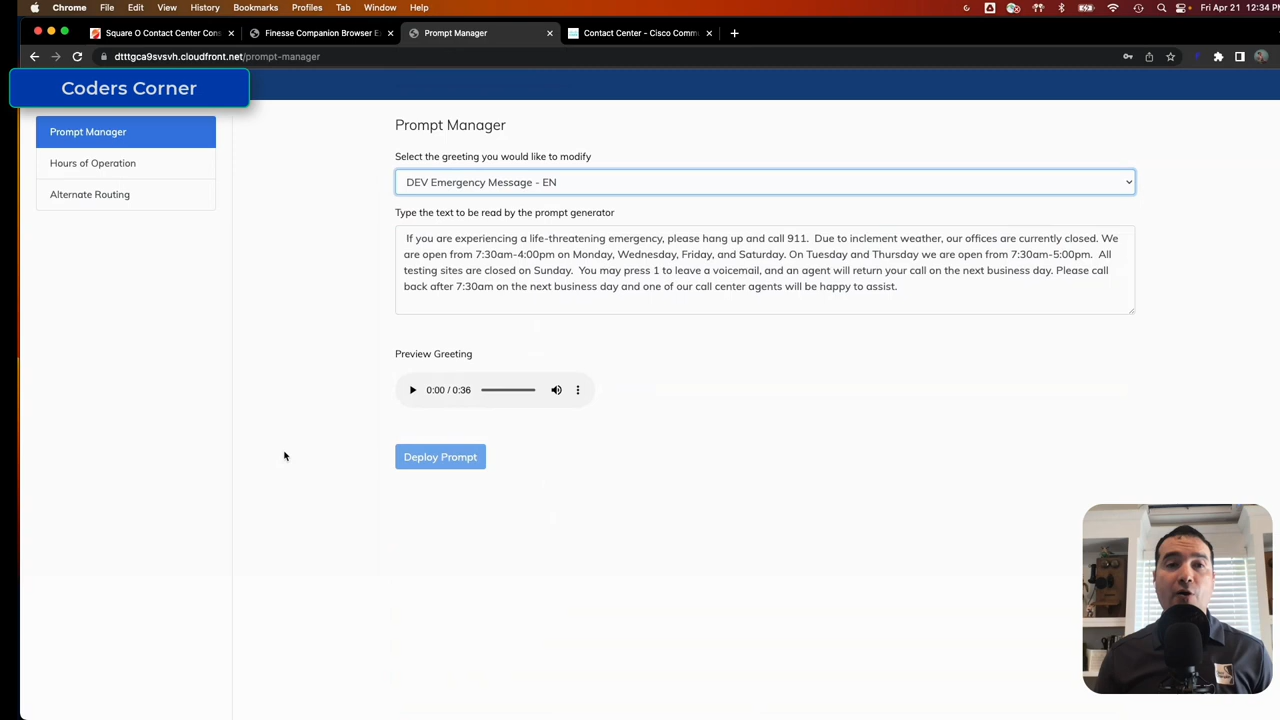 Chrome File Edit View History Bookmarks Profiles Tab Window Help Fri Apr 21 12:34 PM
Square O Contact Center Con Finesse Companion Browser E Prompt Manager Contact Center - Cisco Comm
dtttgca9svsvh.cloudfront.net/prompt-manager
Coders Corner
Prompt Manager
Hours of Operation
Alternate Routing
Prompt Manager
Select the greeting you would like to modify
DEV Emergency Message - EN
Type the text to be read by the prompt generator
If you are experiencing a life-threatening emergency, please hang up and call 911. Due to inclement weather, our offices are currently closed. We
are open from 7:30am-4:00pm on Monday, Wednesday, Friday, and Saturday. On Tuesday and Thursday we are open from 7:30am-5:00pm. All
testing sites are closed on Sunday. You may press 1 to leave a voicemail, and an agent will return your call on the next business day. Please call
back after 7:30am on the next business day and one of our call center agents will be happy to assist.
Preview Greeting
0:00 / 0:36
Deploy Prompt